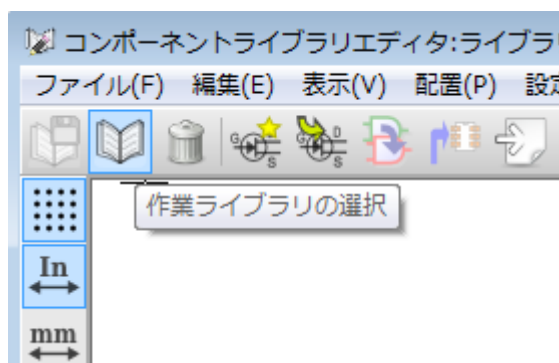 コンポーネントライブラリエディタ:ライブラ
ファイル(F) 編集(E) 表示(V) 配置(P) 設定
G S G D S
作業ライブラリの選択
In
mm